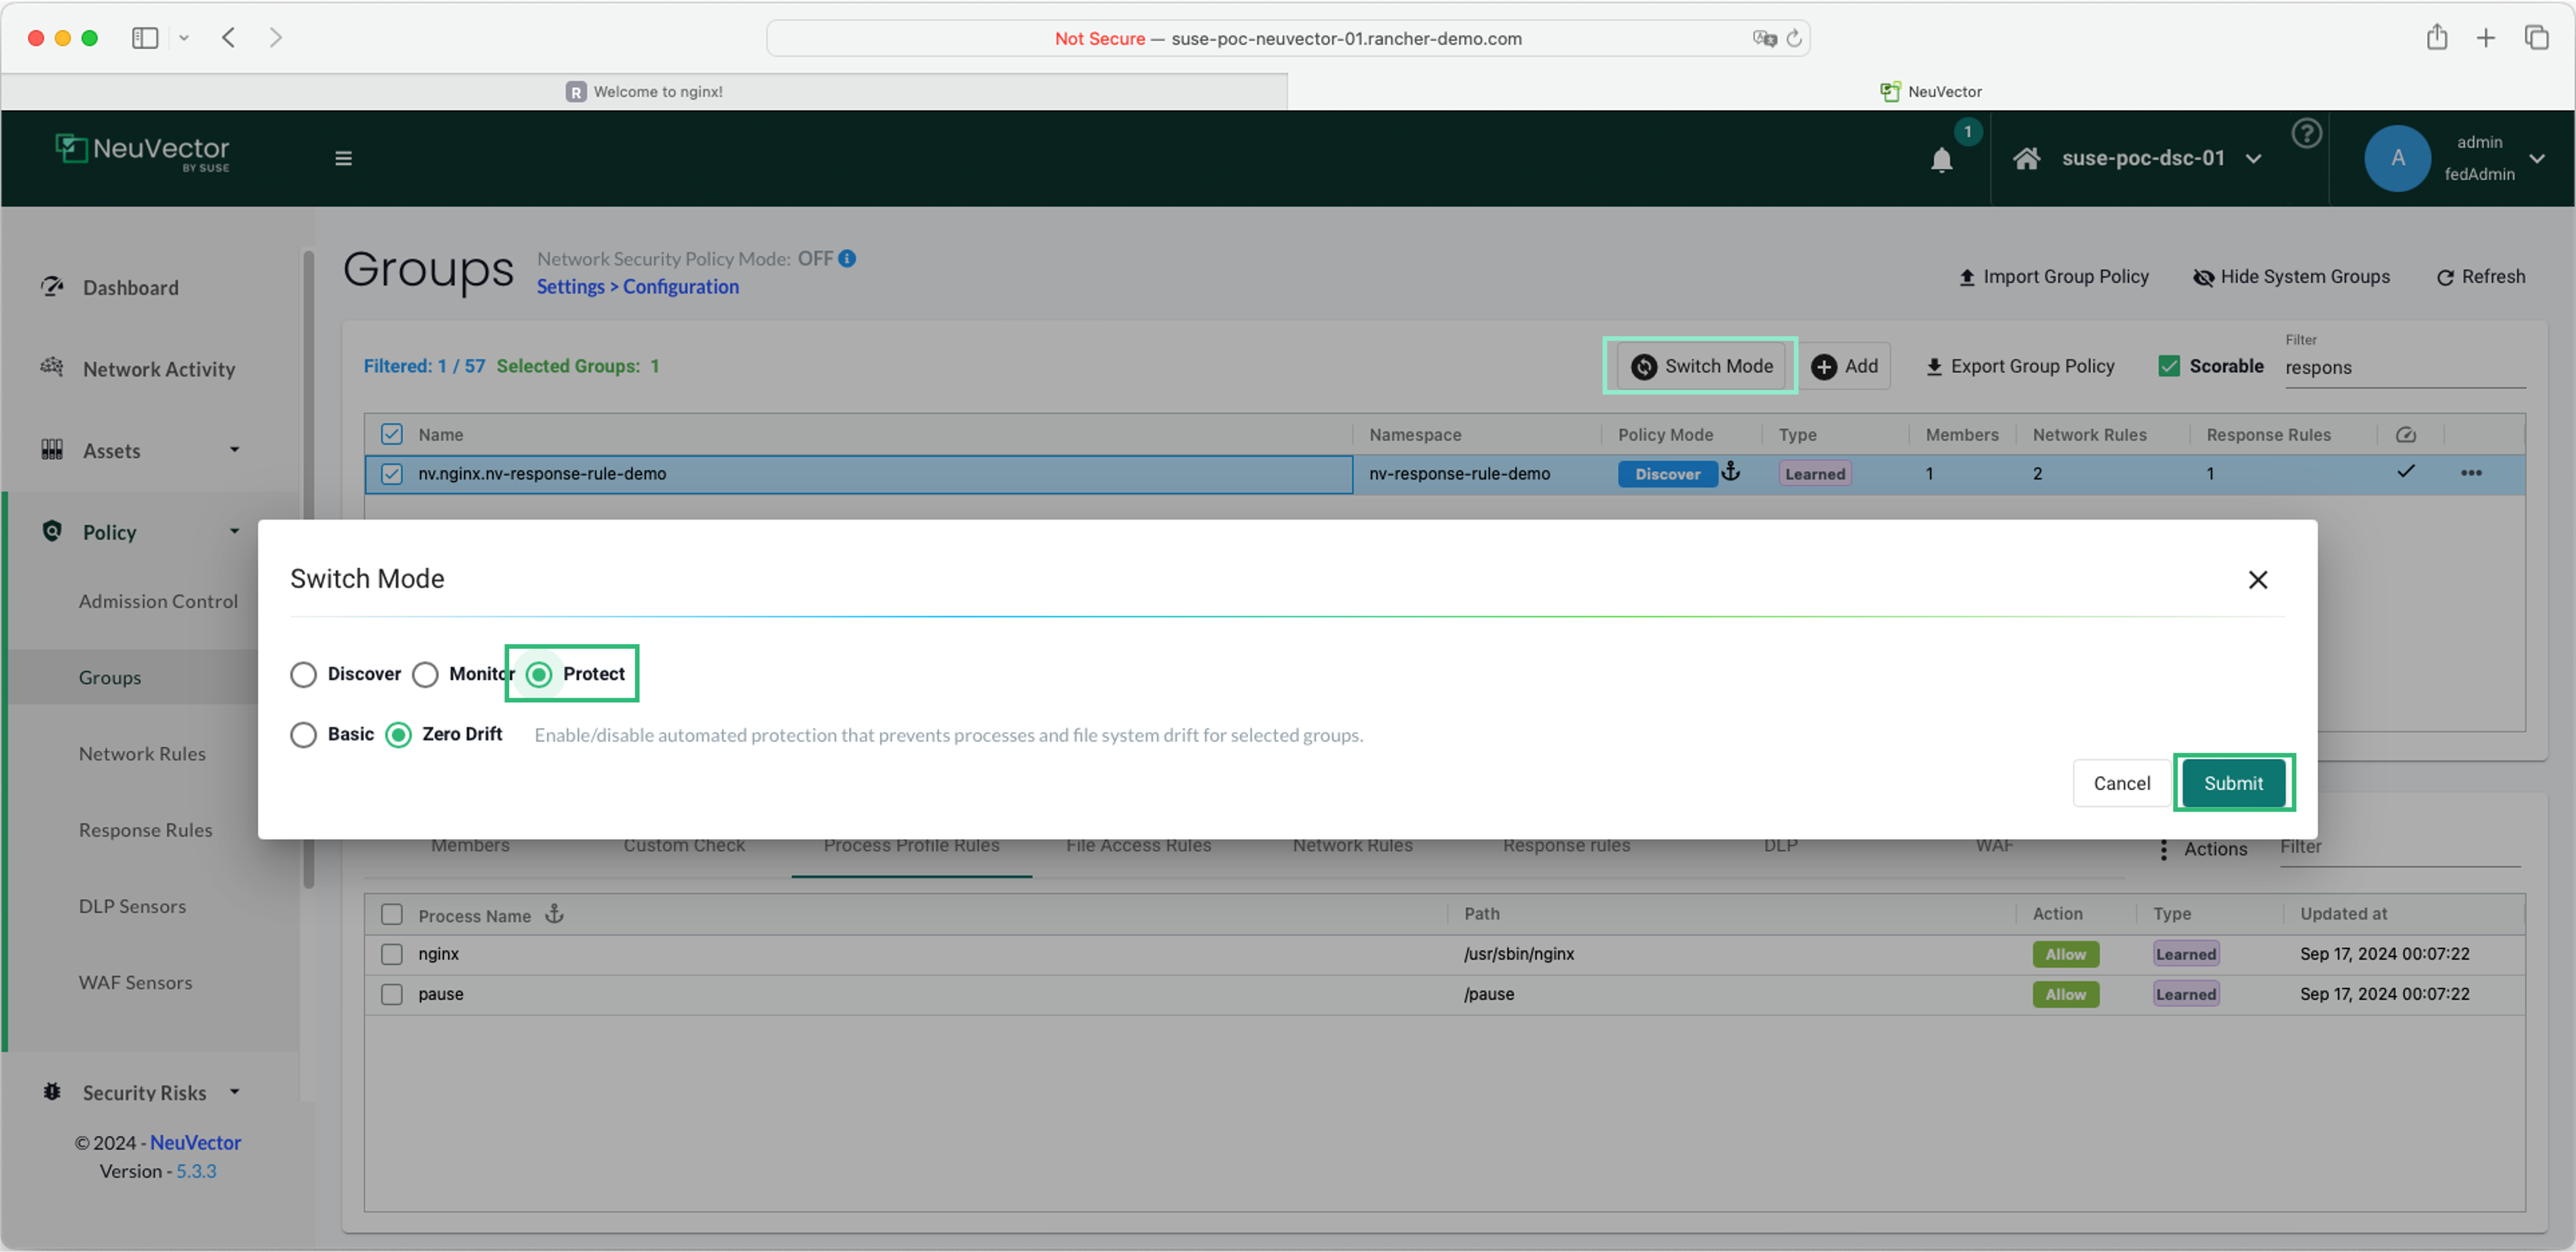 Not Secure — suse-poc-neuvector-01.rancher-demo.com
R Welcome to nginx!
NeuVector
NeuVector
BY SUSE
1
suse-poc-dsc-01
?
A
admin
fedAdmin
Dashboard
Network Activity
Assets
Policy
Admission Control
Groups
Network Rules
Response Rules
DLP Sensors
WAF Sensors
Security Risks
© 2024 - NeuVector
Version - 5.3.3
Groups
Network Security Policy Mode: OFF
Settings > Configuration
Import Group Policy
Hide System Groups
Refresh
Filtered: 1 / 57 Selected Groups: 1
Switch Mode
Add
Export Group Policy
Scorable
Filter
respons
Name Namespace Policy Mode Type Members Network Rules Response Rules
nv.nginx.nv-response-rule-demo nv-response-rule-demo Discover Learned 1 2 1
Switch Mode
Discover Monitor Protect
Basic Zero Drift Enable/disable automated protection that prevents processes and file system drift for selected groups.
Cancel Submit
Members Custom Check Process Profile Rules File Access Rules Network Rules Response rules DLP WAF Actions Filter
Process Name Path Action Type Updated at
nginx /usr/sbin/nginx Allow Learned Sep 17, 2024 00:07:22
pause /pause Allow Learned Sep 17, 2024 00:07:22